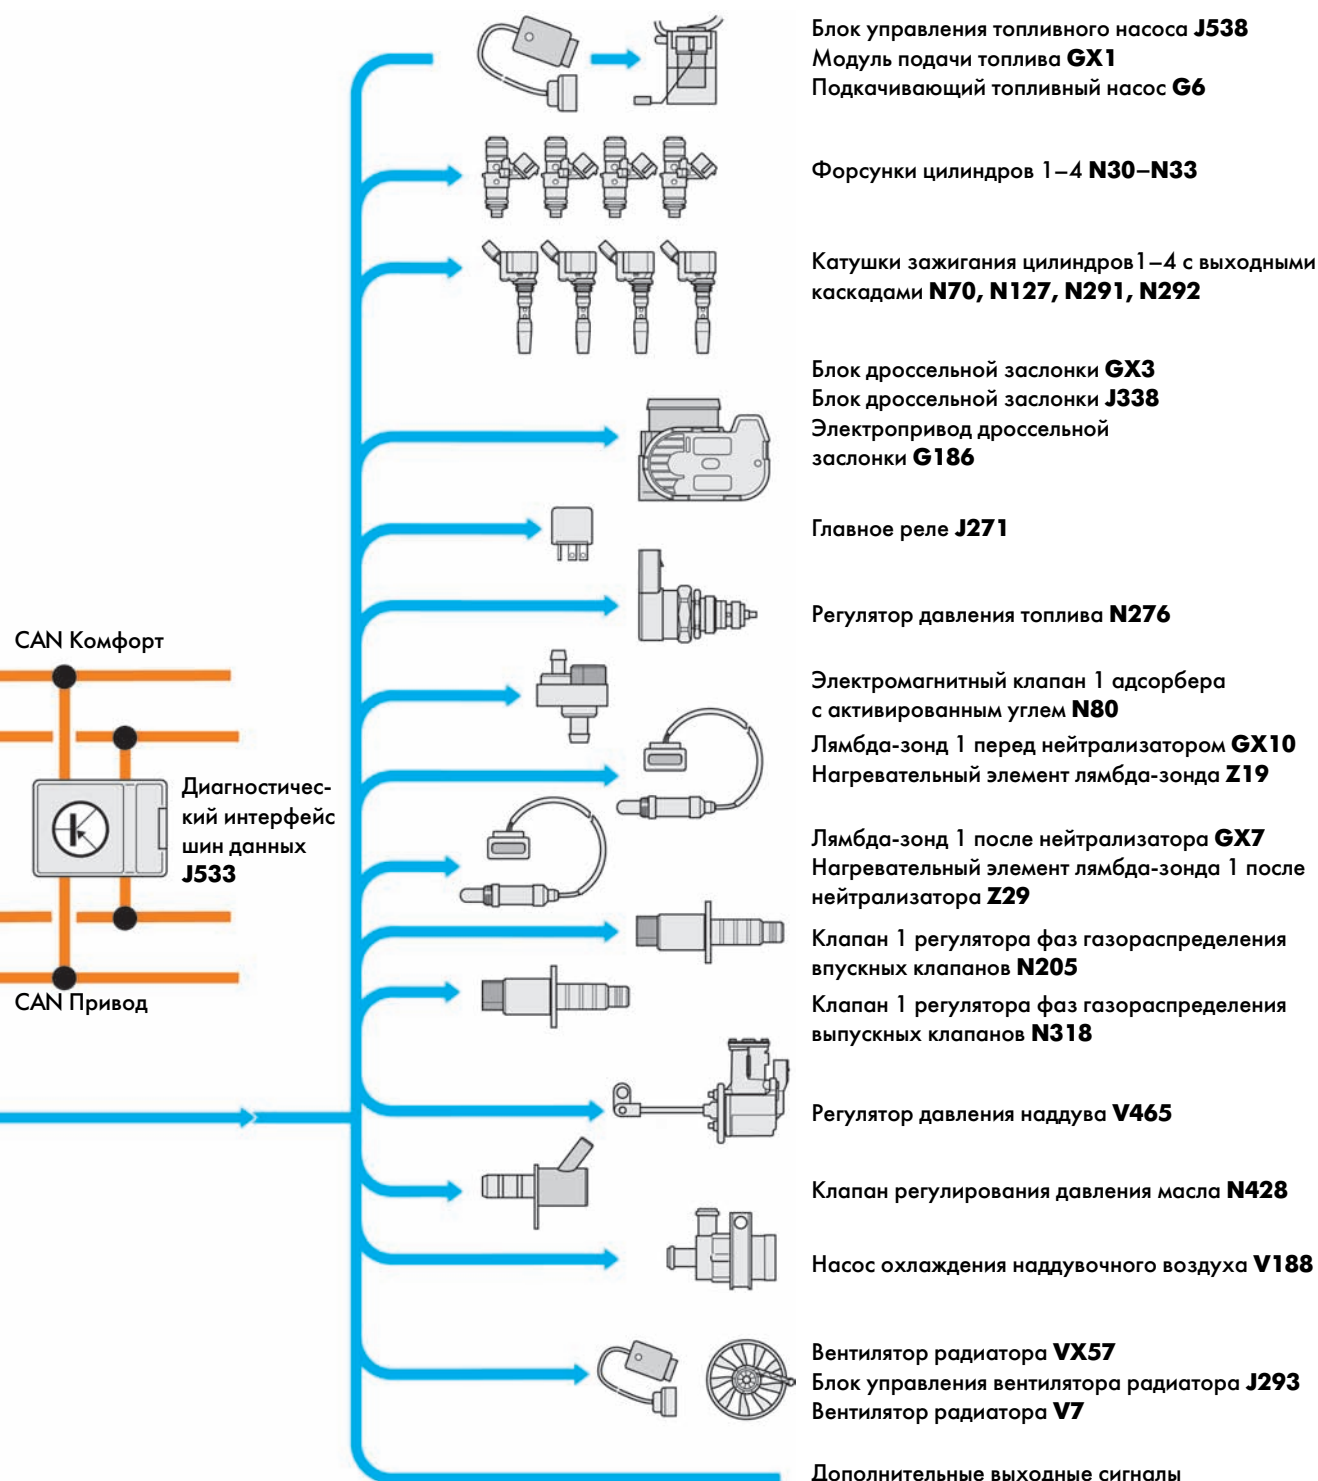 Блок управления топливного насоса J538
Модуль подачи топлива GX1
Подкачивающий топливный насос G6
Форсунки цилиндров 1–4 N30–N33
Катушки зажигания цилиндров1–4 с выходными
каскадами N70, N127, N291, N292
Блок дроссельной заслонки GX3
Блок дроссельной заслонки J338
Электропривод дроссельной
заслонки G186
Главное реле J271
Регулятор давления топлива N276
CAN Комфорт
Электромагнитный клапан 1 адсорбера
с активированным углем N80
Лямбда-зонд 1 перед нейтрализатором GX10
Нагревательный элемент лямбда-зонда Z19
Диагностичес-
кий интерфейс
шин данных
J533
Лямбда-зонд 1 после нейтрализатора GX7
Нагревательный элемент лямбда-зонда 1 после
нейтрализатора Z29
Клапан 1 регулятора фаз газораспределения
впускных клапанов N205
CAN Привод
Клапан 1 регулятора фаз газораспределения
выпускных клапанов N318
Регулятор давления наддува V465
Клапан регулирования давления масла N428
Насос охлаждения наддувочного воздуха V188
Вентилятор радиатора VX57
Блок управления вентилятора радиатора J293
Вентилятор радиатора V7
Дополнительные выходные сигналы